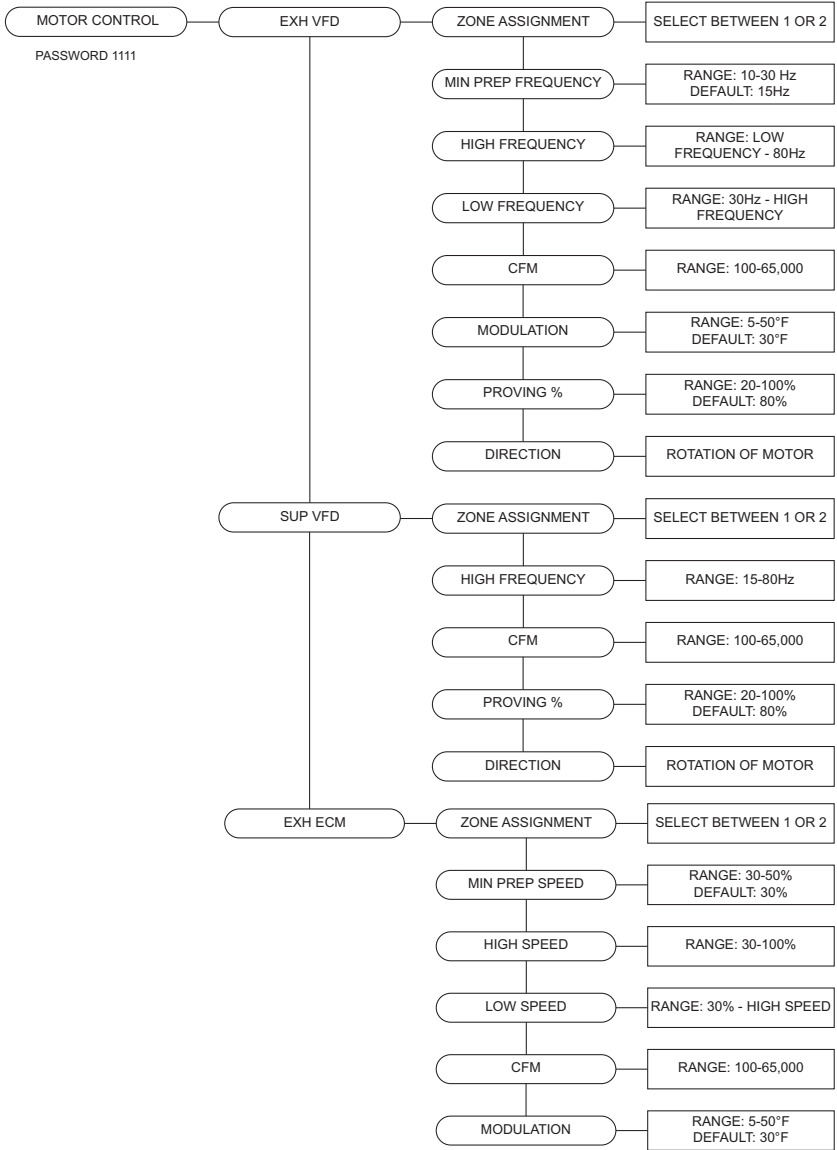 MOTOR CONTROL
EXH VFD
ZONE ASSIGNMENT
SELECT BETWEEN 1 OR 2
PASSWORD 1111
MIN PREP FREQUENCY
RANGE: 10-30 Hz
DEFAULT: 15Hz
HIGH FREQUENCY
RANGE: LOW
FREQUENCY - 80Hz
LOW FREQUENCY
RANGE: 30Hz - HIGH
FREQUENCY
CFM
RANGE: 100-65,000
MODULATION
RANGE: 5-50°F
DEFAULT: 30°F
PROVING %
RANGE: 20-100%
DEFAULT: 80%
DIRECTION
ROTATION OF MOTOR
SUP VFD
ZONE ASSIGNMENT
SELECT BETWEEN 1 OR 2
HIGH FREQUENCY
RANGE: 15-80Hz
CFM
RANGE: 100-65,000
PROVING %
RANGE: 20-100%
DEFAULT: 80%
DIRECTION
ROTATION OF MOTOR
EXH ECM
ZONE ASSIGNMENT
SELECT BETWEEN 1 OR 2
MIN PREP SPEED
RANGE: 30-50%
DEFAULT: 30%
HIGH SPEED
RANGE: 30-100%
LOW SPEED
RANGE: 30% - HIGH SPEED
CFM
RANGE: 100-65,000
MODULATION
RANGE: 5-50°F
DEFAULT: 30°F